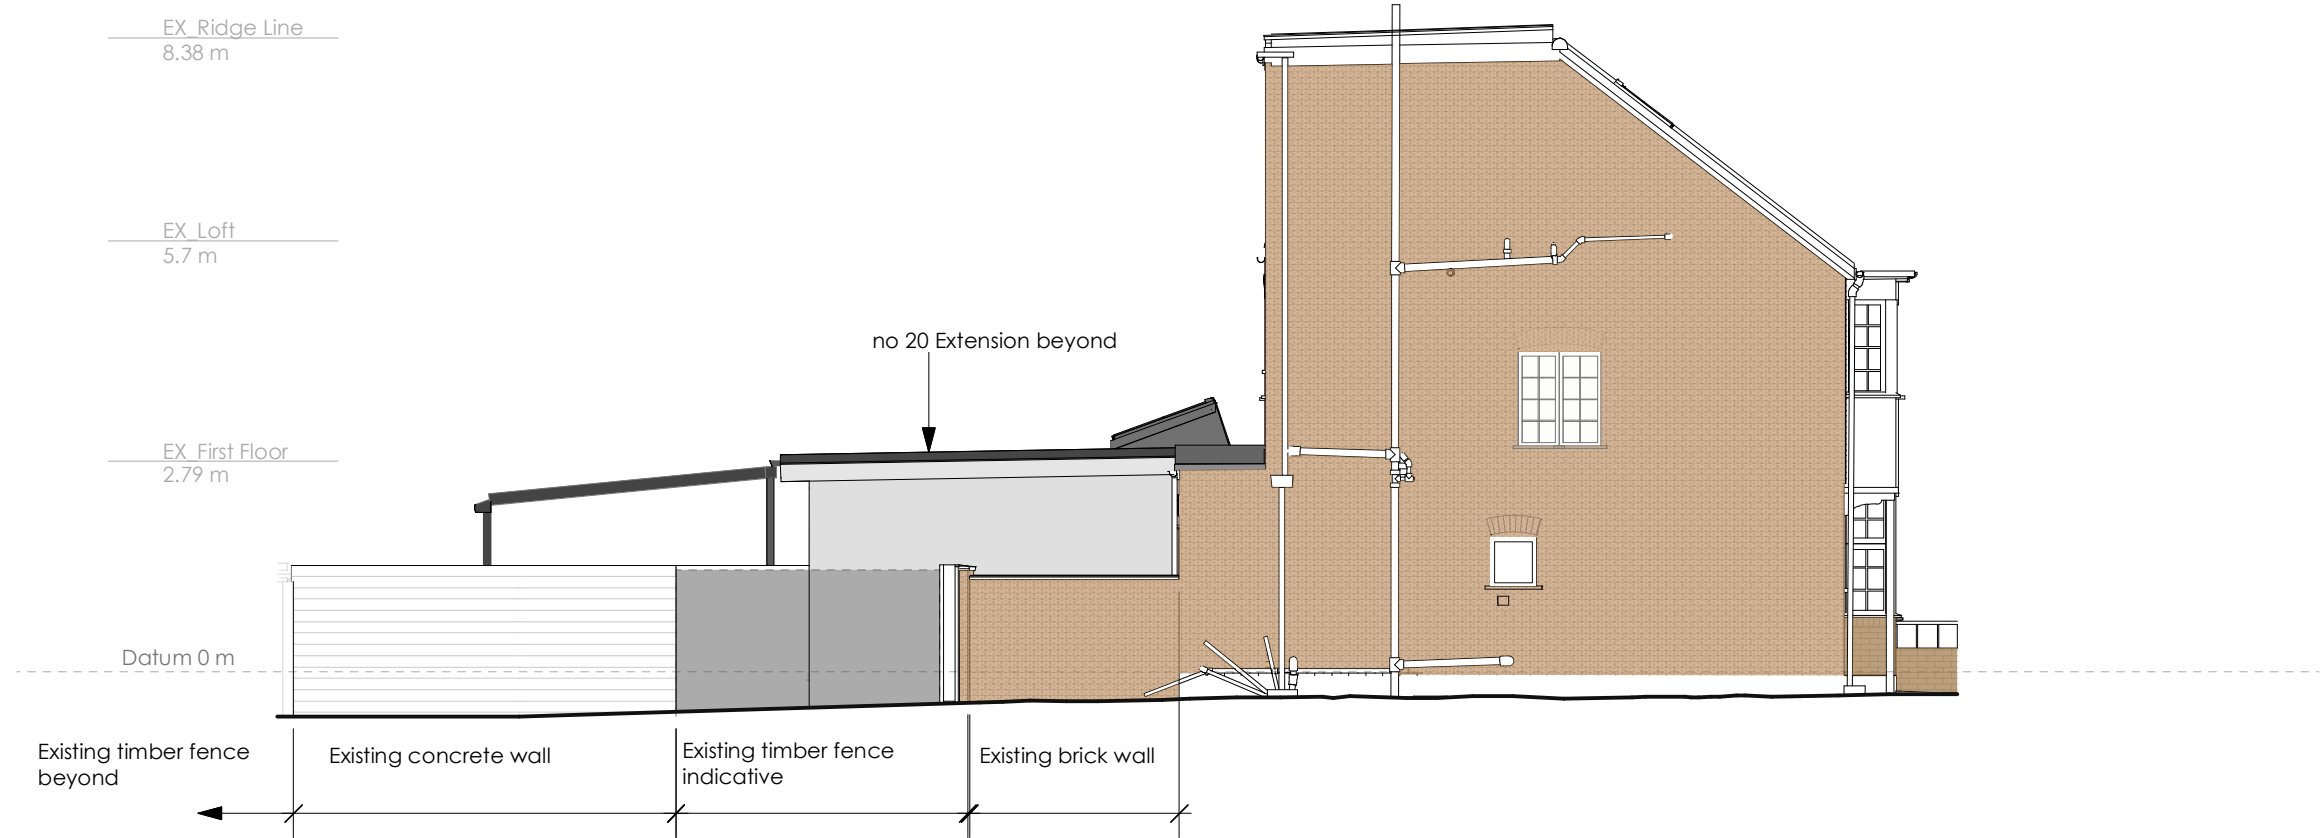 EX_Ridge Line
8.38 m
EX_Loft
5.7 m
no 20 Extension beyond
EX_First Floor
2.79 m
Datum 0 m
Existing timber fence
beyond
Existing concrete wall
Existing timber fence
indicative
Existing brick wall